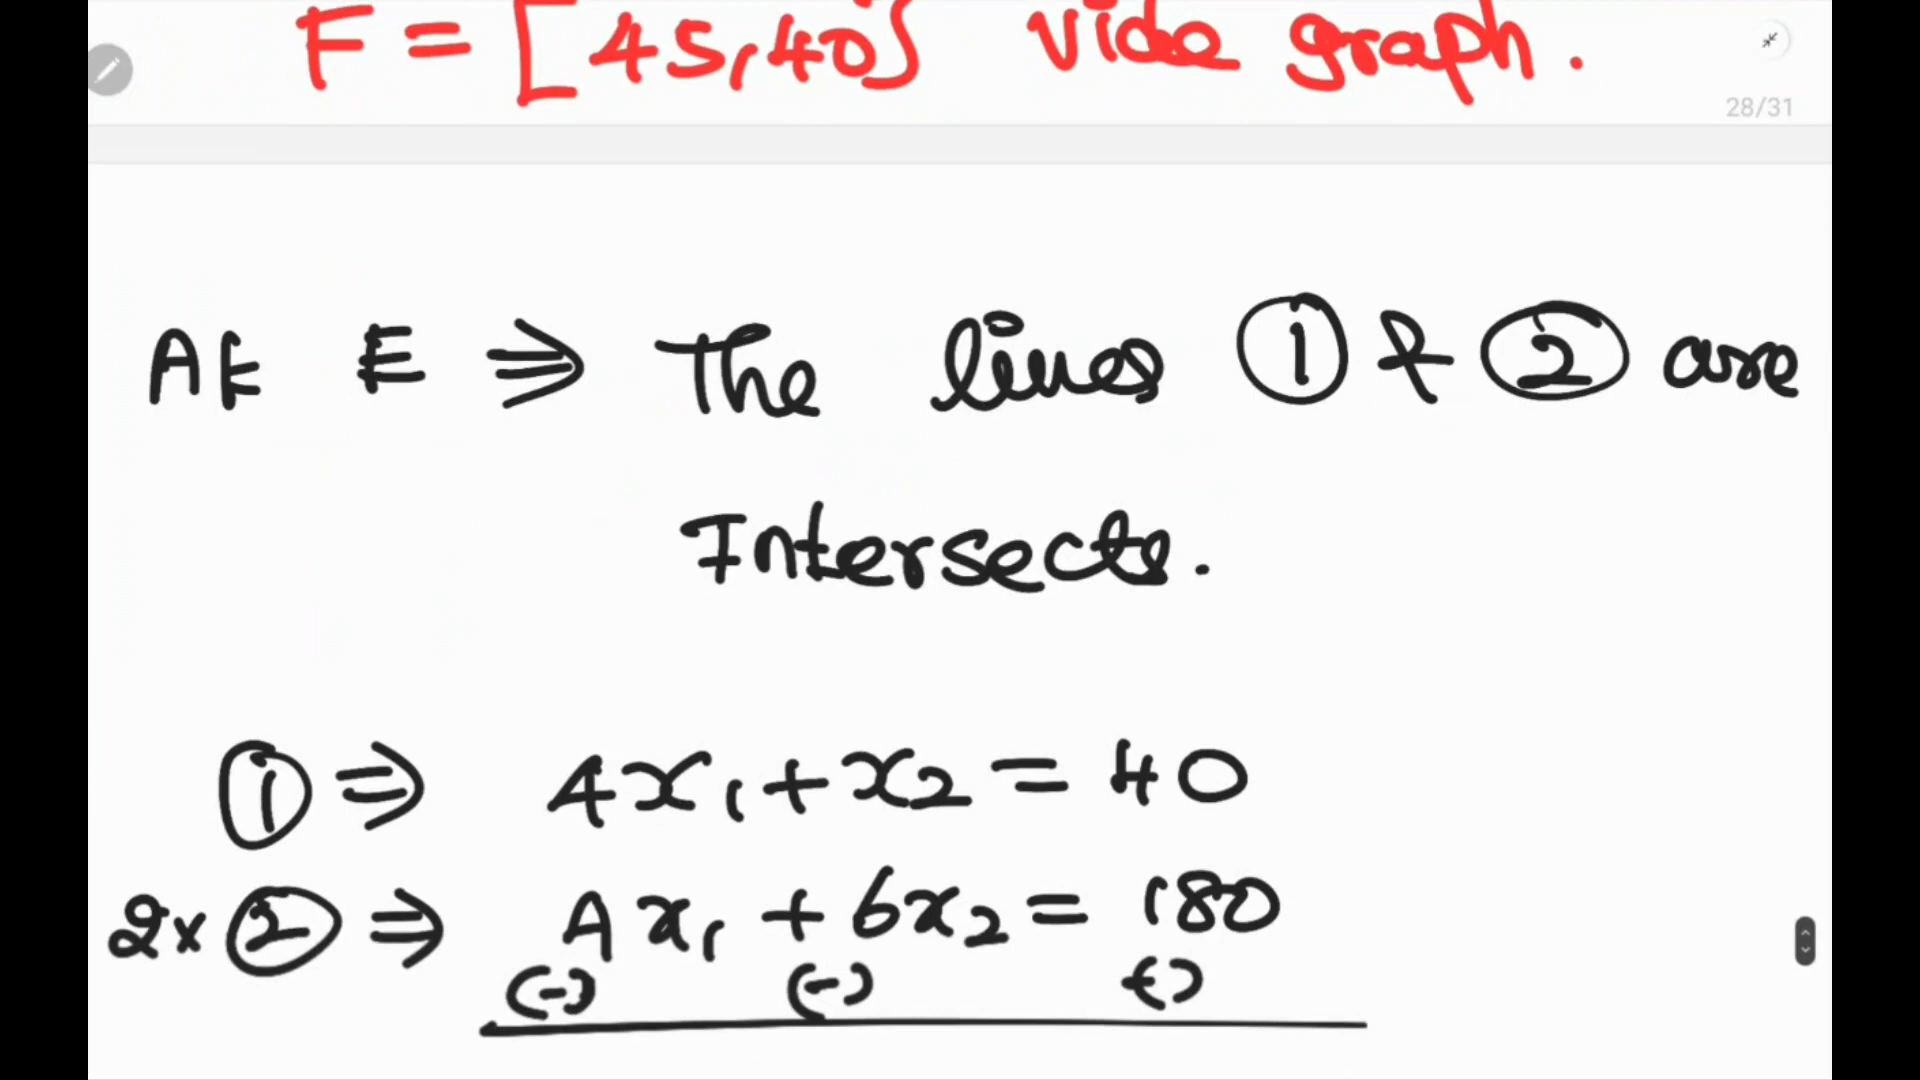 F = [45,40] vide graph.
28/31
At E ⇒ The lines ① & ② are
Intersects.
① ⇒ 4x₁ + x₂ = 40
2x ② ⇒ 4x₁ + 6x₂ = 180
(-) (-) (-)